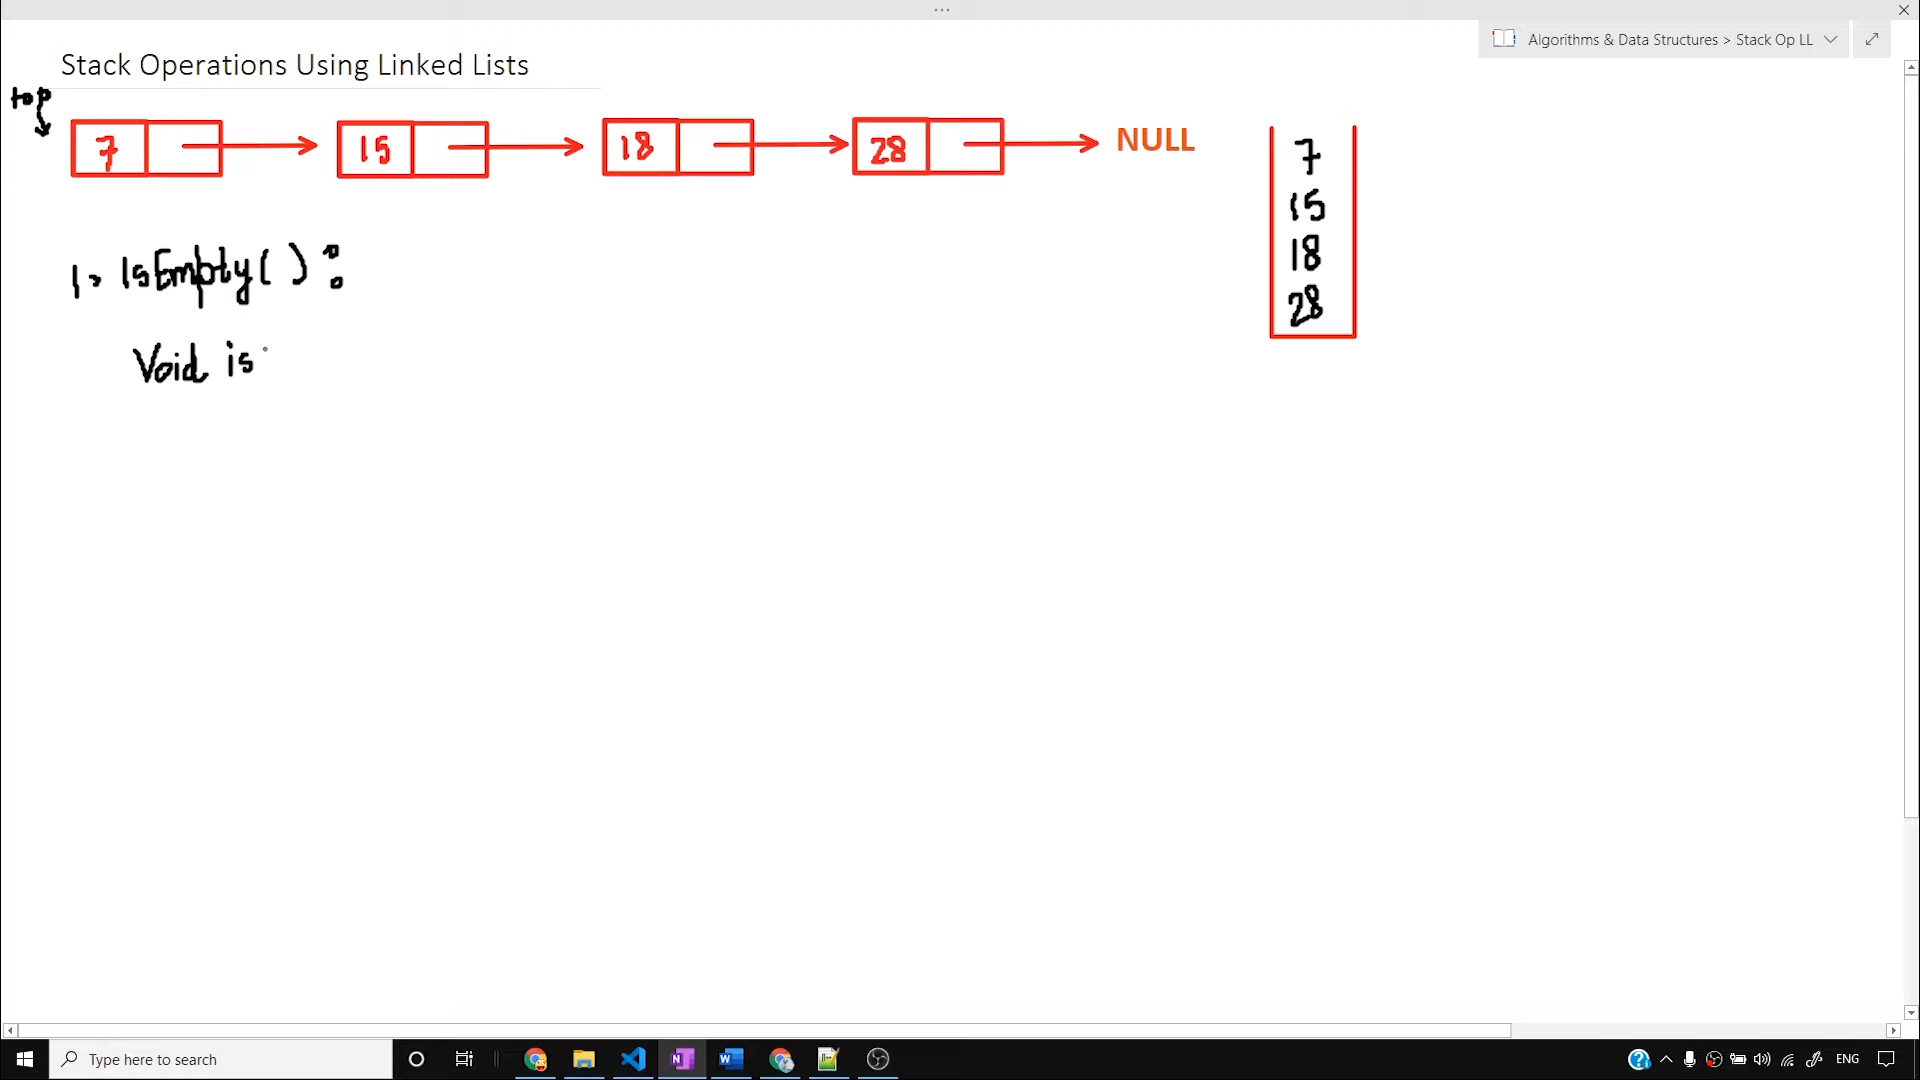 Algorithms & Data Structures > Stack Op LL
Stack Operations Using Linked Lists
top
7 15 18 28 NULL
7
15
18
28
1. IsEmpty( ) :
Void is
Type here to search
ENG